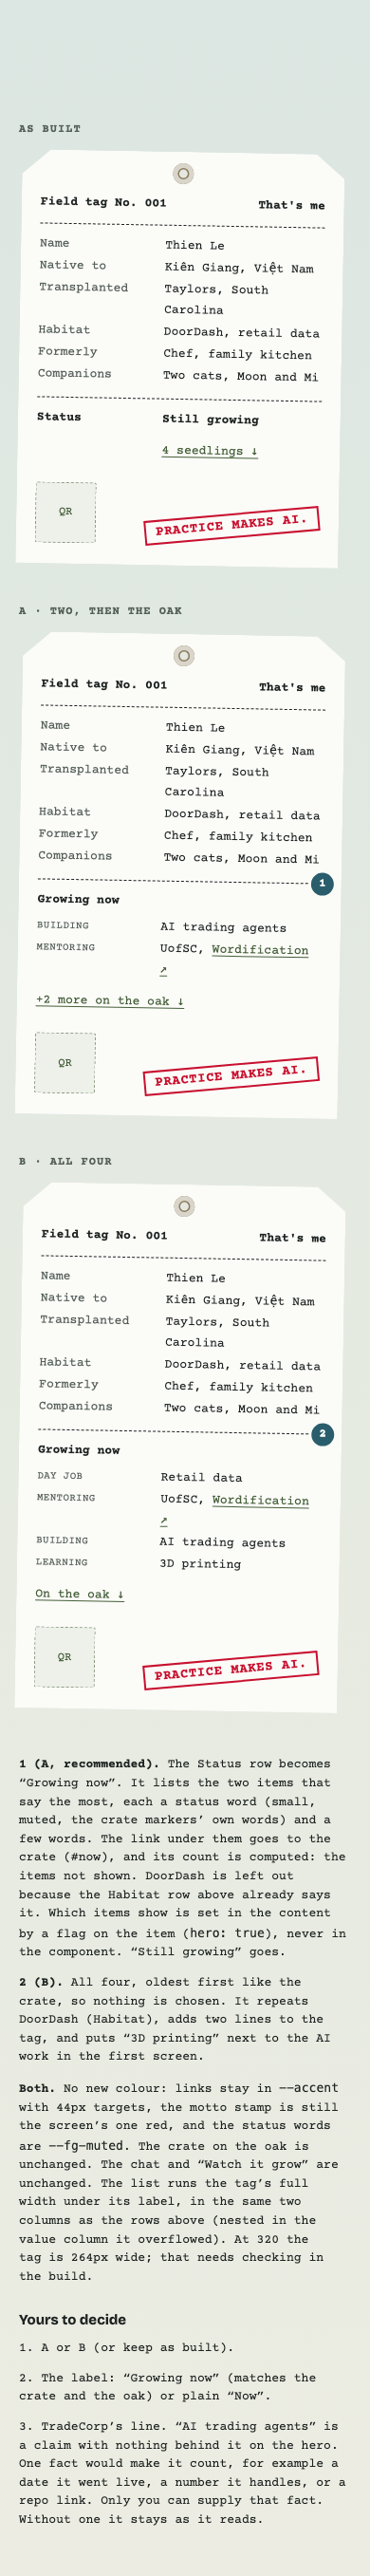 AS BUILT
Field tag No. 001 That's me
Name Thien Le
Native to Kiên Giang, Việt Nam
Transplanted Taylors, South
Carolina
Habitat DoorDash, retail data
Formerly Chef, family kitchen
Companions Two cats, Moon and Mi
Status Still growing
4 seedlings ↓
QR
PRACTICE MAKES AI.
A · TWO, THEN THE OAK
Field tag No. 001 That's me
Name Thien Le
Native to Kiên Giang, Việt Nam
Transplanted Taylors, South
Carolina
Habitat DoorDash, retail data
Formerly Chef, family kitchen
Companions Two cats, Moon and Mi
1
Growing now
BUILDING AI trading agents
MENTORING UofSC, Wordification
↗
+2 more on the oak ↓
QR
PRACTICE MAKES AI.
B · ALL FOUR
Field tag No. 001 That's me
Name Thien Le
Native to Kiên Giang, Việt Nam
Transplanted Taylors, South
Carolina
Habitat DoorDash, retail data
Formerly Chef, family kitchen
Companions Two cats, Moon and Mi
2
Growing now
DAY JOB Retail data
MENTORING UofSC, Wordification
↗
BUILDING AI trading agents
LEARNING 3D printing
On the oak ↓
QR
PRACTICE MAKES AI.
1 (A, recommended). The Status row becomes
“Growing now”. It lists the two items that
say the most, each a status word (small,
muted, the crate markers’ own words) and a
few words. The link under them goes to the
crate (#now), and its count is computed: the
items not shown. DoorDash is left out
because the Habitat row above already says
it. Which items show is set in the content
by a flag on the item (hero: true), never in
the component. “Still growing” goes.
2 (B). All four, oldest first like the
crate, so nothing is chosen. It repeats
DoorDash (Habitat), adds two lines to the
tag, and puts “3D printing” next to the AI
work in the first screen.
Both. No new colour: links stay in --accent
with 44px targets, the motto stamp is still
the screen’s one red, and the status words
are --fg-muted. The crate on the oak is
unchanged. The chat and “Watch it grow” are
unchanged. The list runs the tag’s full
width under its label, in the same two
columns as the rows above (nested in the
value column it overflowed). At 320 the
tag is 264px wide; that needs checking in
the build.
Yours to decide
1. A or B (or keep as built).
2. The label: “Growing now” (matches the
crate and the oak) or plain “Now”.
3. TradeCorp’s line. “AI trading agents” is
a claim with nothing behind it on the hero.
One fact would make it count, for example a
date it went live, a number it handles, or a
repo link. Only you can supply that fact.
Without one it stays as it reads.